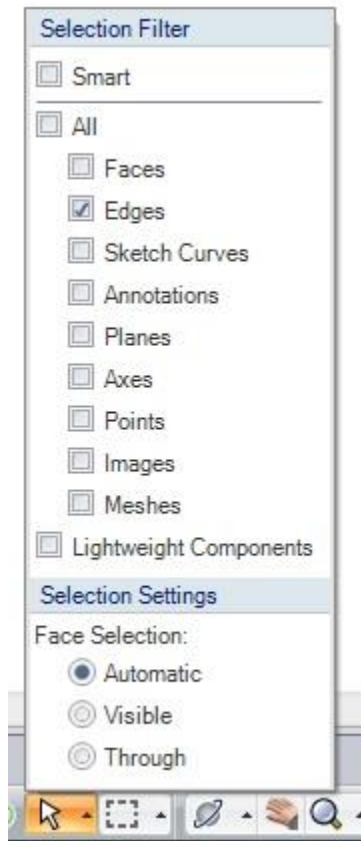 Selection Filter
Smart
All
Faces
Edges
Sketch Curves
Annotations
Planes
Axes
Points
Images
Meshes
Lightweight Components
Selection Settings
Face Selection:
Automatic
Visible
Through